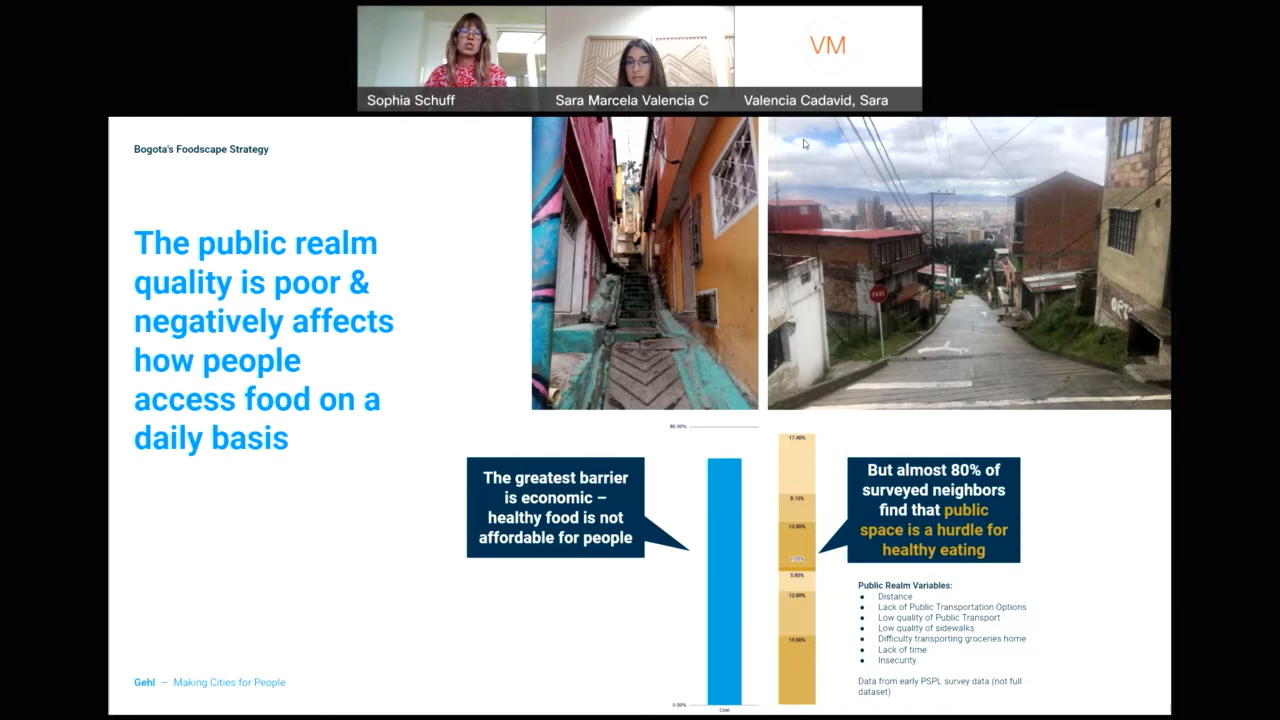 VM
Sophia Schuff
Sara Marcela Valencia C
Valencia Cadavid, Sara
Bogota's Foodscape Strategy
The public realm
quality is poor &
negatively affects
how people
access food on a
daily basis
PARE
80.00%
17.40%
8.10%
5.80%
12.80%
19.80%
0.00%
Cost
The greatest barrier
is economic –
healthy food is not
affordable for people
But almost 80% of
surveyed neighbors
find that public
space is a hurdle for
healthy eating
Public Realm Variables:
● Distance
● Lack of Public Transportation Options
● Low quality of Public Transport
● Low quality of sidewalks
● Difficulty transporting groceries home
● Lack of time
● Insecurity
Data from early PSPL survey data (not full
dataset)
Gehl — Making Cities for People